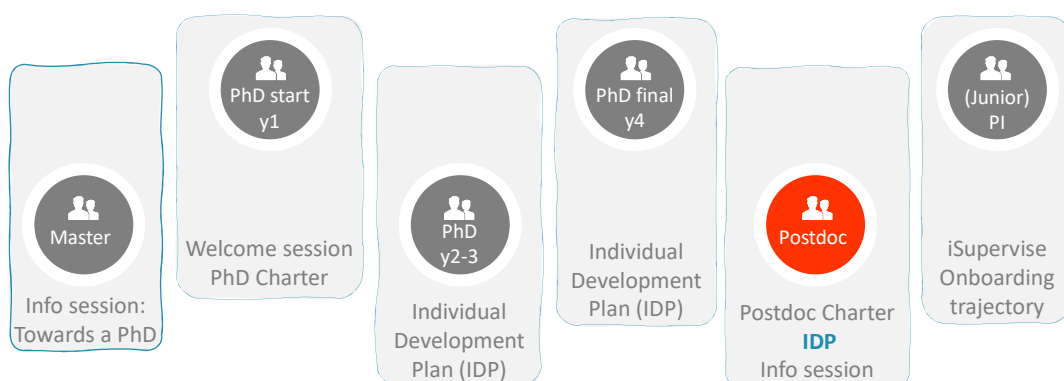 Master
Info session:
Towards a PhD
PhD start
y1
Welcome session
PhD Charter
PhD
y2-3
Individual
Development
Plan (IDP)
PhD final
y4
Individual
Development
Plan (IDP)
Postdoc
Postdoc Charter
IDP
Info session
(Junior)
PI
iSupervise
Onboarding
trajectory